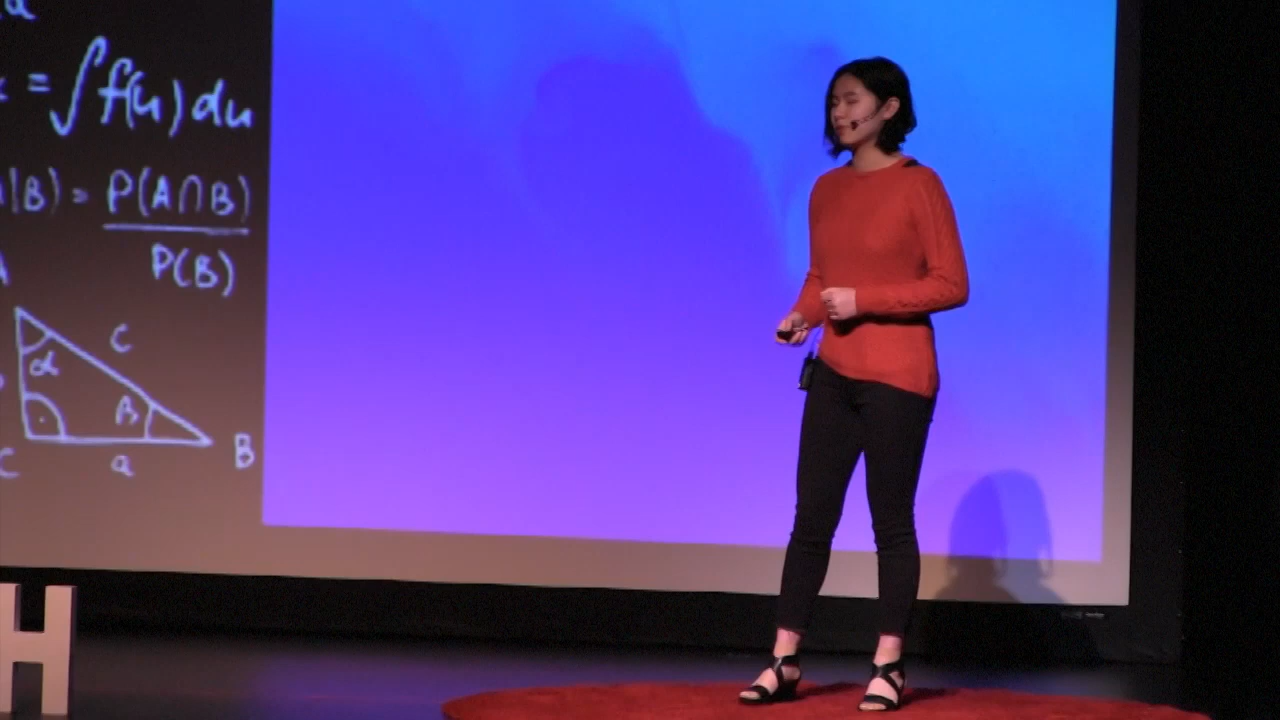 = ∫ f(u) du
|B) = P(A∩B)
P(B)
A
C
α
β
B
C
a
H